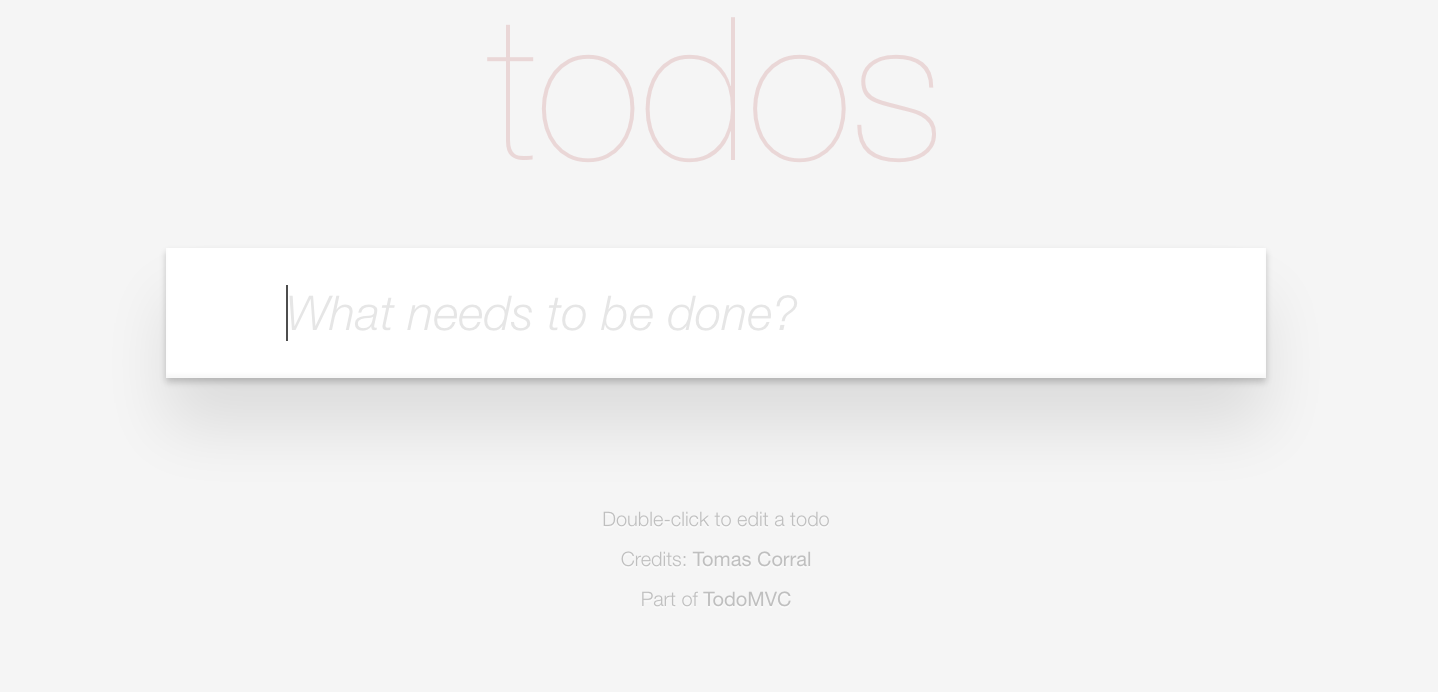 todos
What needs to be done?
Double-click to edit a todo
Credits: Tomas Corral
Part of TodoMVC